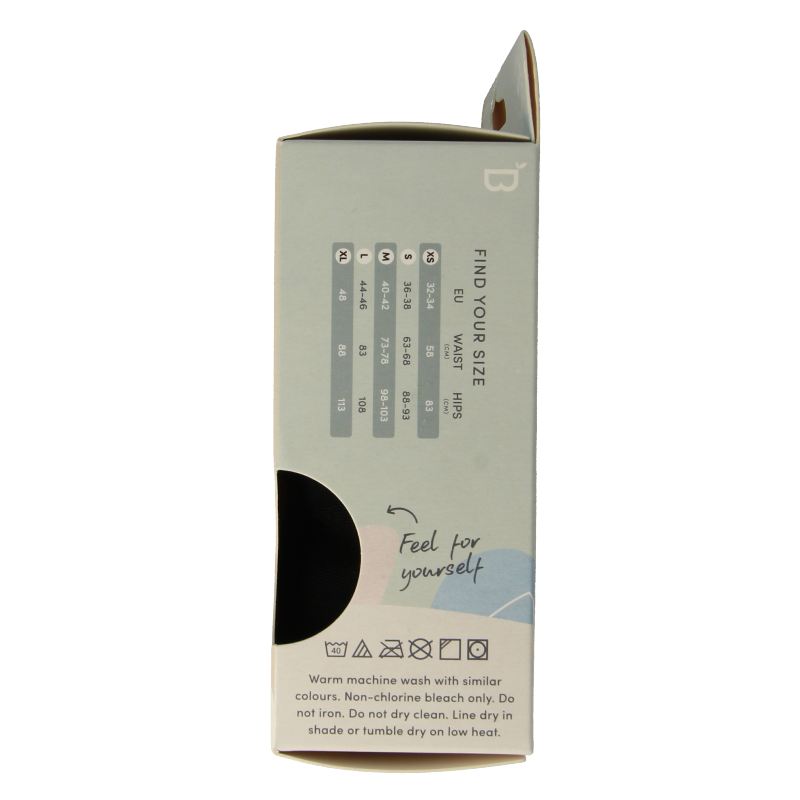 B
FIND YOUR SIZE
EU WAIST (CM) HIPS (CM)
XS 32-34 58 83
S 36-38 63-68 88-93
M 40-42 73-78 98-103
L 44-46 83 108
XL 48 88 113
Feel for
yourself
40
Warm machine wash with similar
colours. Non-chlorine bleach only. Do
not iron. Do not dry clean. Line dry in
shade or tumble dry on low heat.